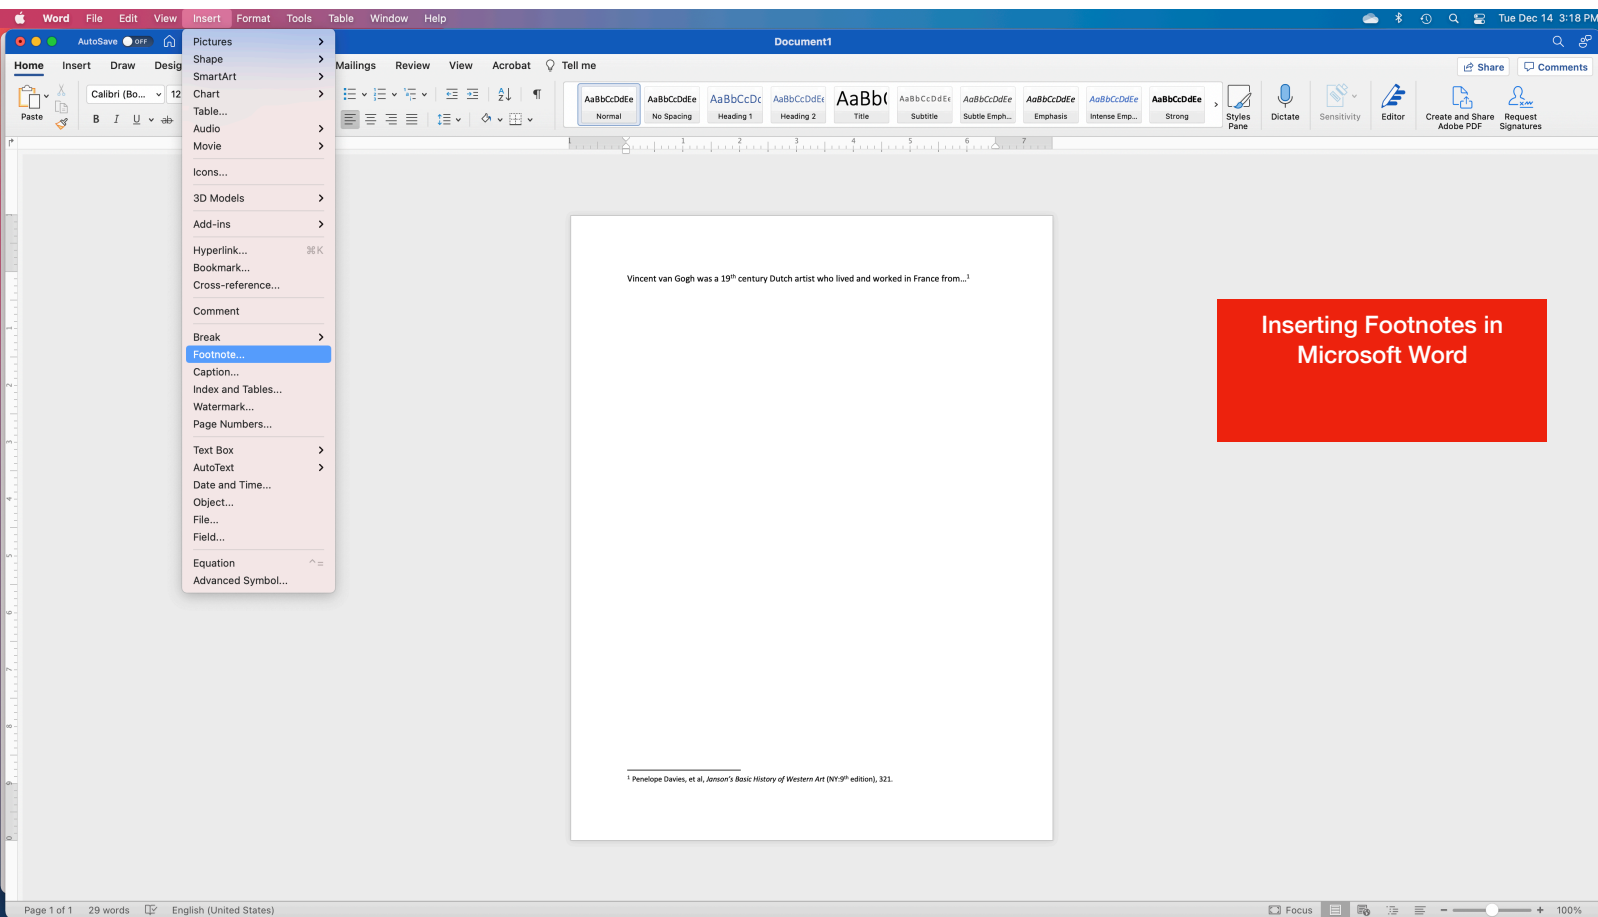 Word File Edit View Insert Format Tools Table Window Help Tue Dec 14 3:18 PM
AutoSave OFF Document1
Home Insert Draw Desig Mailings Review View Acrobat Tell me Share Comments
Pictures
Shape
SmartArt
Chart
Table...
Audio
Movie
Icons...
3D Models
Add-ins
Hyperlink... ⌘K
Bookmark...
Cross-reference...
Comment
Break
Footnote...
Caption...
Index and Tables...
Watermark...
Page Numbers...
Text Box
AutoText
Date and Time...
Object...
File...
Field...
Equation ^=
Advanced Symbol...
Paste
Calibri (Bo... 12
B I U ab
AaBbCcDdEe AaBbCcDdEe AaBbCcDc AaBbCcDdEe AaBb( AaBbCcDdEe AaBbCcDdEe AaBbCcDdEe AaBbCcDdEe AaBbCcDdEe
Normal No Spacing Heading 1 Heading 2 Title Subtitle Subtle Emph... Emphasis Intense Emp... Strong
Styles Pane
Dictate
Sensitivity
Editor
Create and Share Adobe PDF
Request Signatures
1 2 3 4 5 6 7
Vincent van Gogh was a 19th century Dutch artist who lived and worked in France from...1
1 Penelope Davies, et al, Janson's Basic History of Western Art (NY:9th edition), 321.
Inserting Footnotes in
Microsoft Word
Page 1 of 1 29 words English (United States) Focus 100%